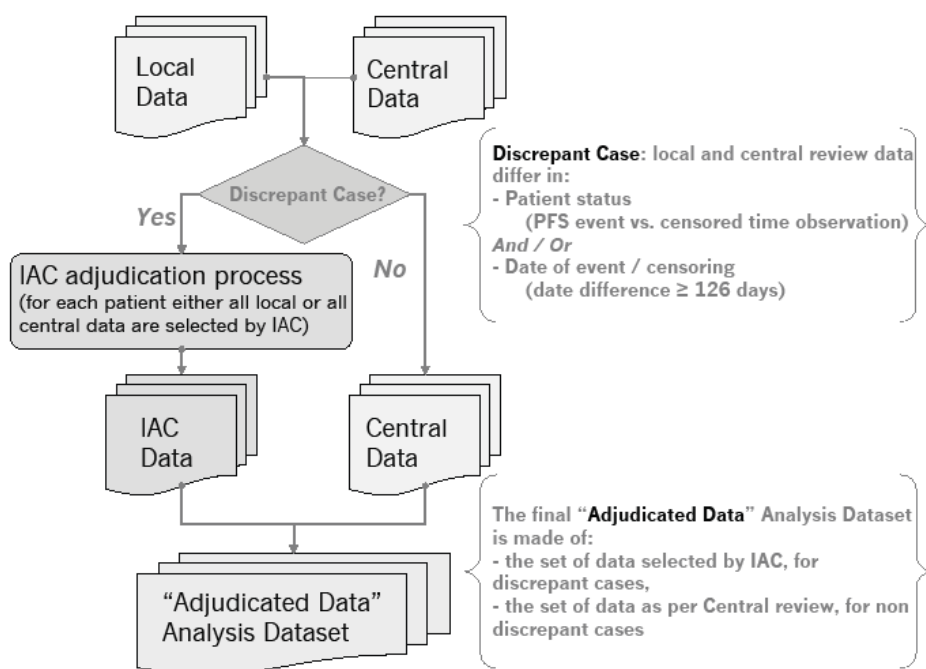 Local
Data
Central
Data
Discrepant Case?
Yes
No
Discrepant Case: local and central review data
differ in:
- Patient status
(PFS event vs. censored time observation)
And / Or
- Date of event / censoring
(date difference ≥ 126 days)
IAC adjudication process
(for each patient either all local or all
central data are selected by IAC)
IAC
Data
Central
Data
The final “Adjudicated Data” Analysis Dataset
is made of:
- the set of data selected by IAC, for
discrepant cases,
- the set of data as per Central review, for non
discrepant cases
“Adjudicated Data”
Analysis Dataset